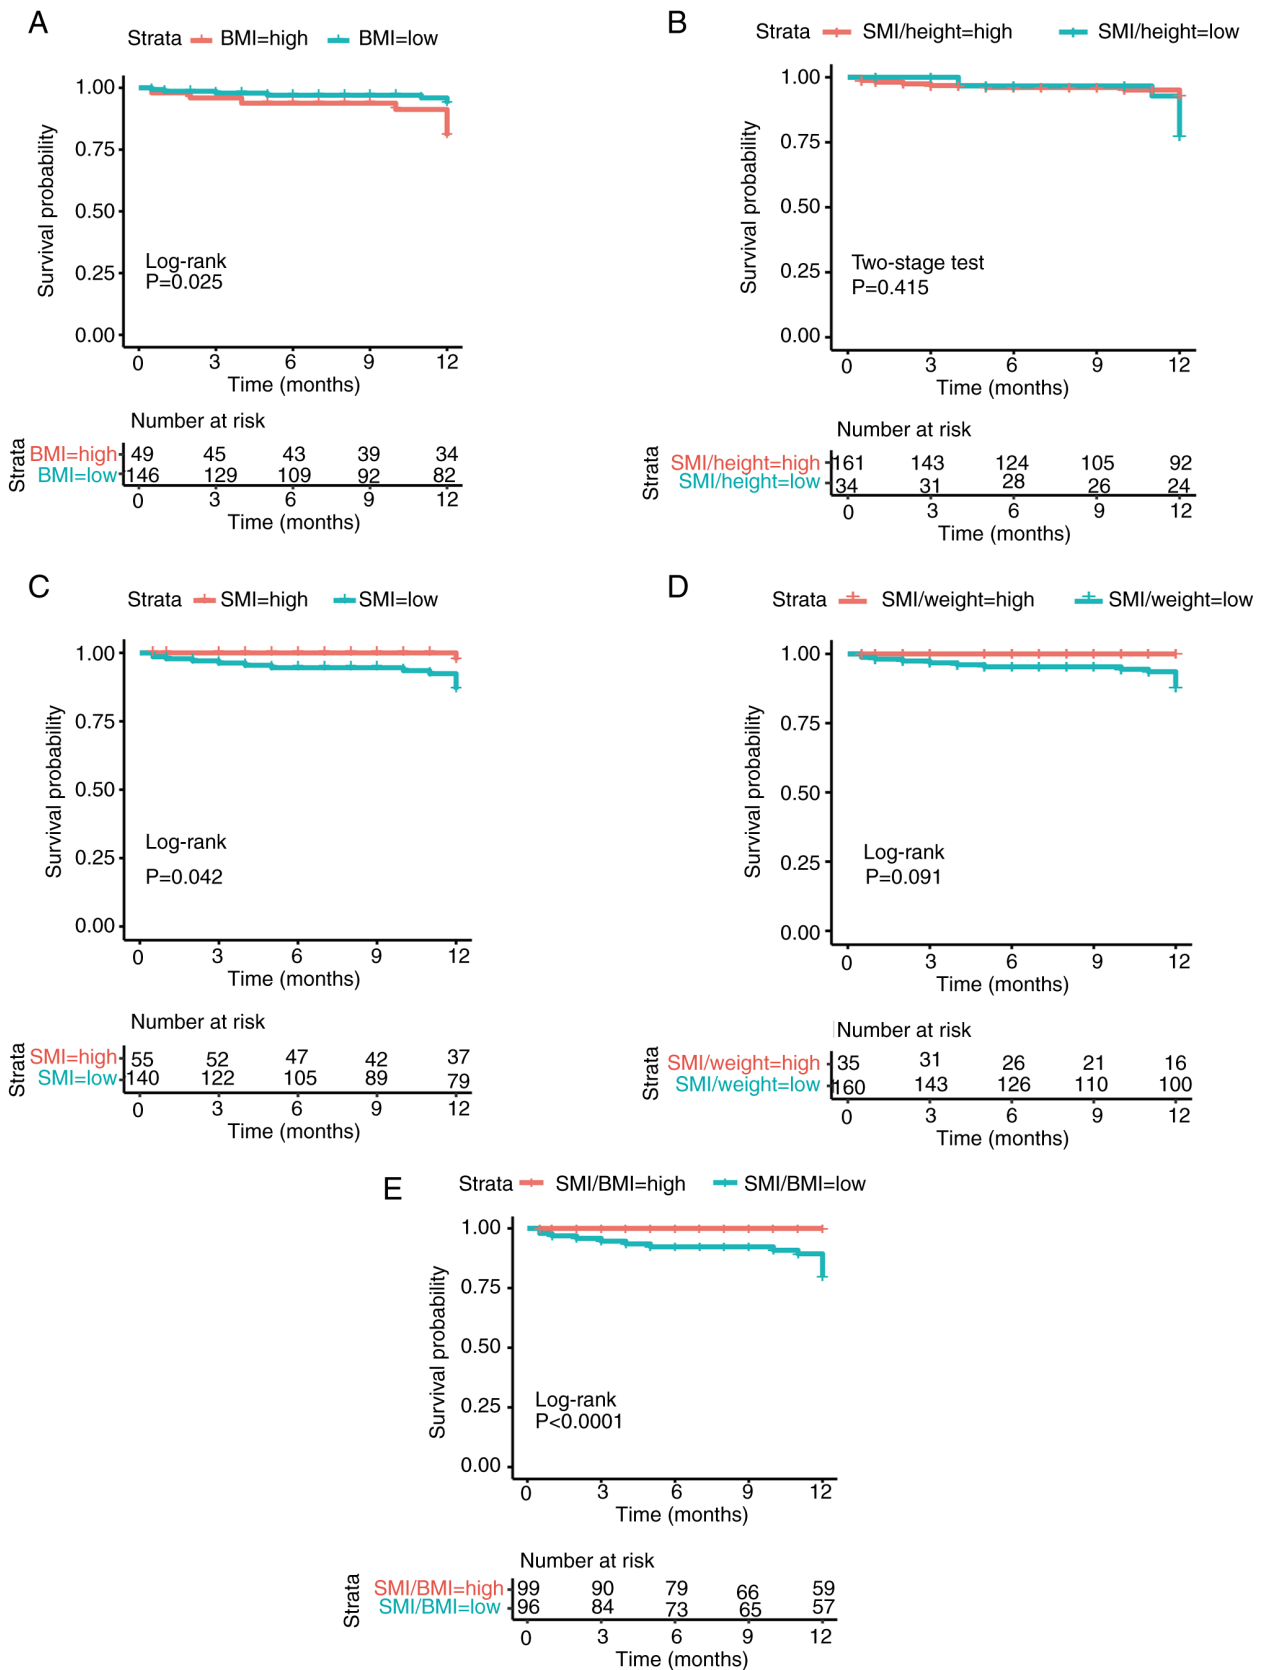 A
Strata BMI=high BMI=low
1.00
0.75
0.50
0.25
0.00
Survival probability
Log-rank
P=0.025
0 3 6 9 12
Time (months)
Number at risk
Strata
BMI=high 49 45 43 39 34
BMI=low 146 129 109 92 82
0 3 6 9 12
Time (months)
B
Strata SMI/height=high SMI/height=low
1.00
0.75
0.50
0.25
0.00
Survival probability
Two-stage test
P=0.415
0 3 6 9 12
Time (months)
Number at risk
Strata
SMI/height=high 161 143 124 105 92
SMI/height=low 34 31 28 26 24
0 3 6 9 12
Time (months)
C
Strata SMI=high SMI=low
1.00
0.75
0.50
0.25
0.00
Survival probability
Log-rank
P=0.042
0 3 6 9 12
Time (months)
Number at risk
Strata
SMI=high 55 52 47 42 37
SMI=low 140 122 105 89 79
0 3 6 9 12
Time (months)
D
Strata SMI/weight=high SMI/weight=low
1.00
0.75
0.50
0.25
0.00
Survival probability
Log-rank
P=0.091
0 3 6 9 12
Time (months)
Number at risk
Strata
SMI/weight=high 35 31 26 21 16
SMI/weight=low 160 143 126 110 100
0 3 6 9 12
Time (months)
E
Strata SMI/BMI=high SMI/BMI=low
1.00
0.75
0.50
0.25
0.00
Survival probability
Log-rank
P<0.0001
0 3 6 9 12
Time (months)
Number at risk
Strata
SMI/BMI=high 99 90 79 66 59
SMI/BMI=low 96 84 73 65 57
0 3 6 9 12
Time (months)